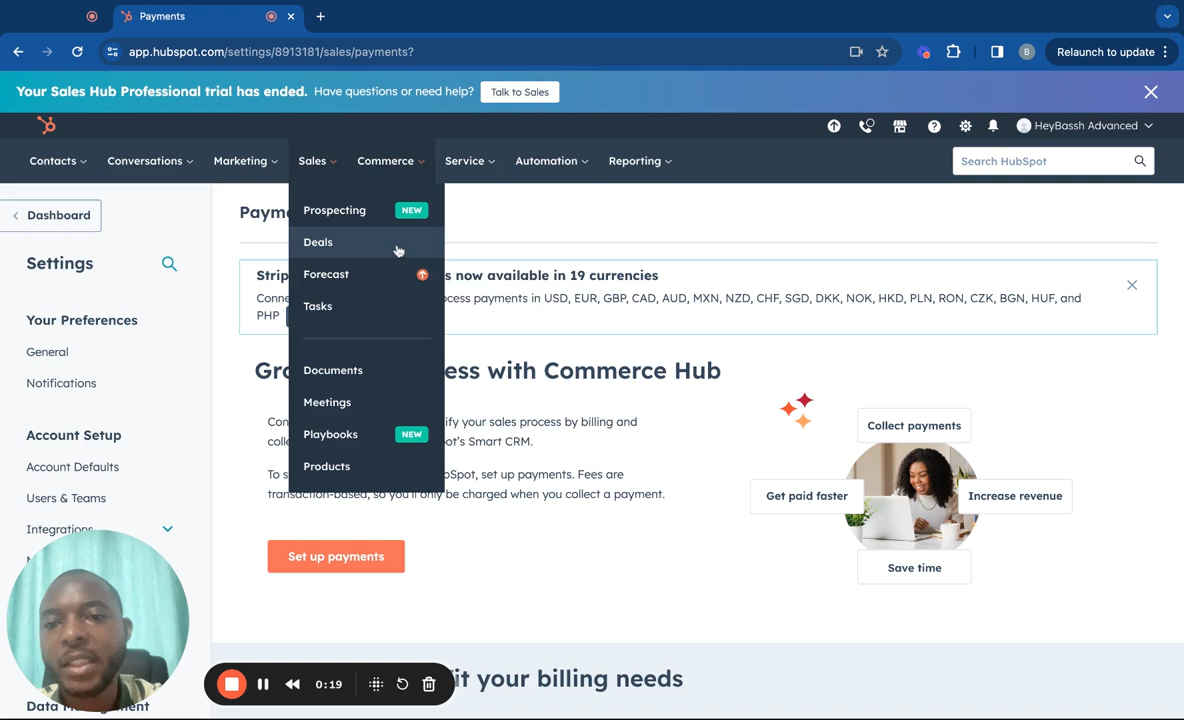 Payments
app.hubspot.com/settings/8913181/sales/payments?
B
Relaunch to update
Your Sales Hub Professional trial has ended. Have questions or need help? Talk to Sales
HeyBassh Advanced
Contacts Conversations Marketing Sales Commerce Service Automation Reporting
Search HubSpot
Dashboard
Settings
Your Preferences
General
Notifications
Account Setup
Account Defaults
Users & Teams
Integrations
Prospecting NEW
Deals
Forecast
Tasks
Documents
Meetings
Playbooks NEW
Products
Paym
Strip s now available in 19 currencies
Conne ocess payments in USD, EUR, GBP, CAD, AUD, MXN, NZD, CHF, SGD, DKK, NOK, HKD, PLN, RON, CZK, BGN, HUF, and
PHP
Gro ess with Commerce Hub
Con ify your sales process by billing and
colle ot's Smart CRM.
To s oSpot, set up payments. Fees are
transaction-based, so you'll only be charged when you collect a payment.
Set up payments
Collect payments
Get paid faster
Increase revenue
Save time
fit your billing needs
0:19
Data Management